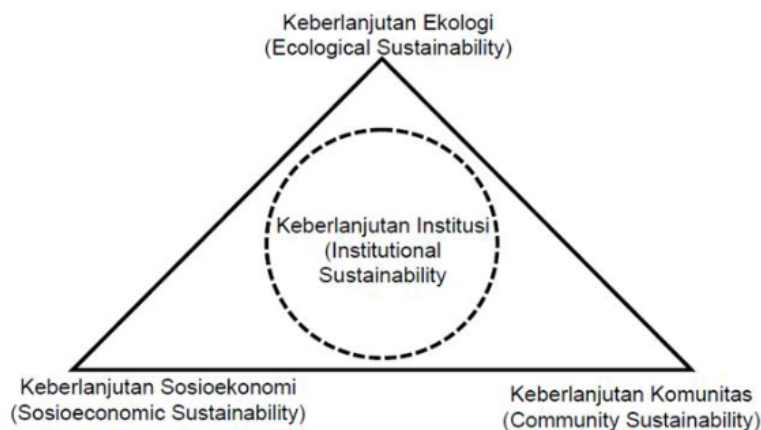 Keberlanjutan Ekologi
(Ecological Sustainability)
Keberlanjutan Institusi
(Institutional
Sustainability
Keberlanjutan Sosioekonomi
(Sosioeconomic Sustainability)
Keberlanjutan Komunitas
(Community Sustainability)